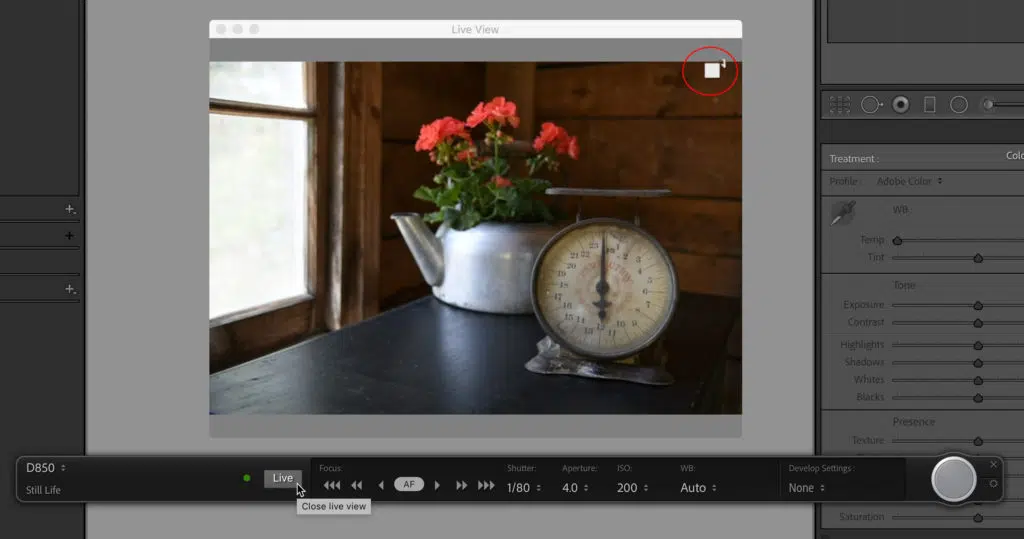 Live View
Treatment :
Colo
Profile : Adobe Color
WB
Temp
Tint
Tone
Exposure
Contrast
Highlights
Shadows
Whites
Blacks
Presence
Texture
Saturation
D850
Still Life
Live
Close live view
Focus:
AF
Shutter:
1/80
Aperture:
4.0
ISO:
200
WB:
Auto
Develop Settings :
None